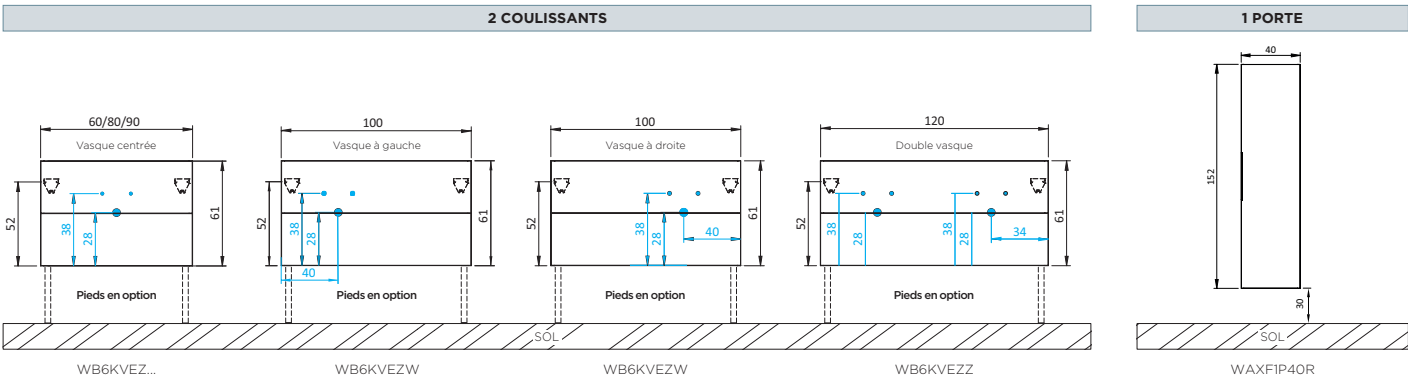 2 COULISSANTS
1 PORTE
60/80/90
Vasque centrée
52
38
28
61
Pieds en option
100
Vasque à gauche
52
38
28
40
61
Pieds en option
100
Vasque à droite
52
38
28
40
61
Pieds en option
120
Double vasque
52
38
28
38
28
34
61
Pieds en option
40
152
30
SOL
SOL
WB6KVEZ...
WB6KVEZW
WB6KVEZW
WB6KVEZZ
WAXF1P40R